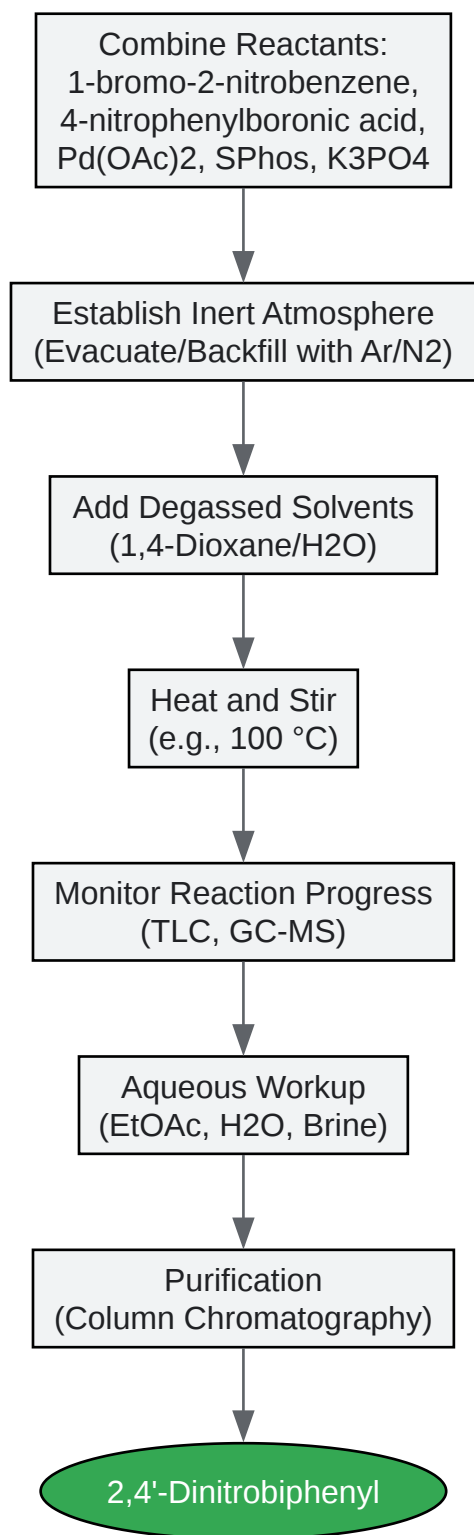 Combine Reactants:
1-bromo-2-nitrobenzene,
4-nitrophenylboronic acid,
Pd(OAc)2, SPhos, K3PO4
Establish Inert Atmosphere
(Evacuate/Backfill with Ar/N2)
Add Degassed Solvents
(1,4-Dioxane/H2O)
Heat and Stir
(e.g., 100 °C)
Monitor Reaction Progress
(TLC, GC-MS)
Aqueous Workup
(EtOAc, H2O, Brine)
Purification
(Column Chromatography)
2,4'-Dinitrobiphenyl